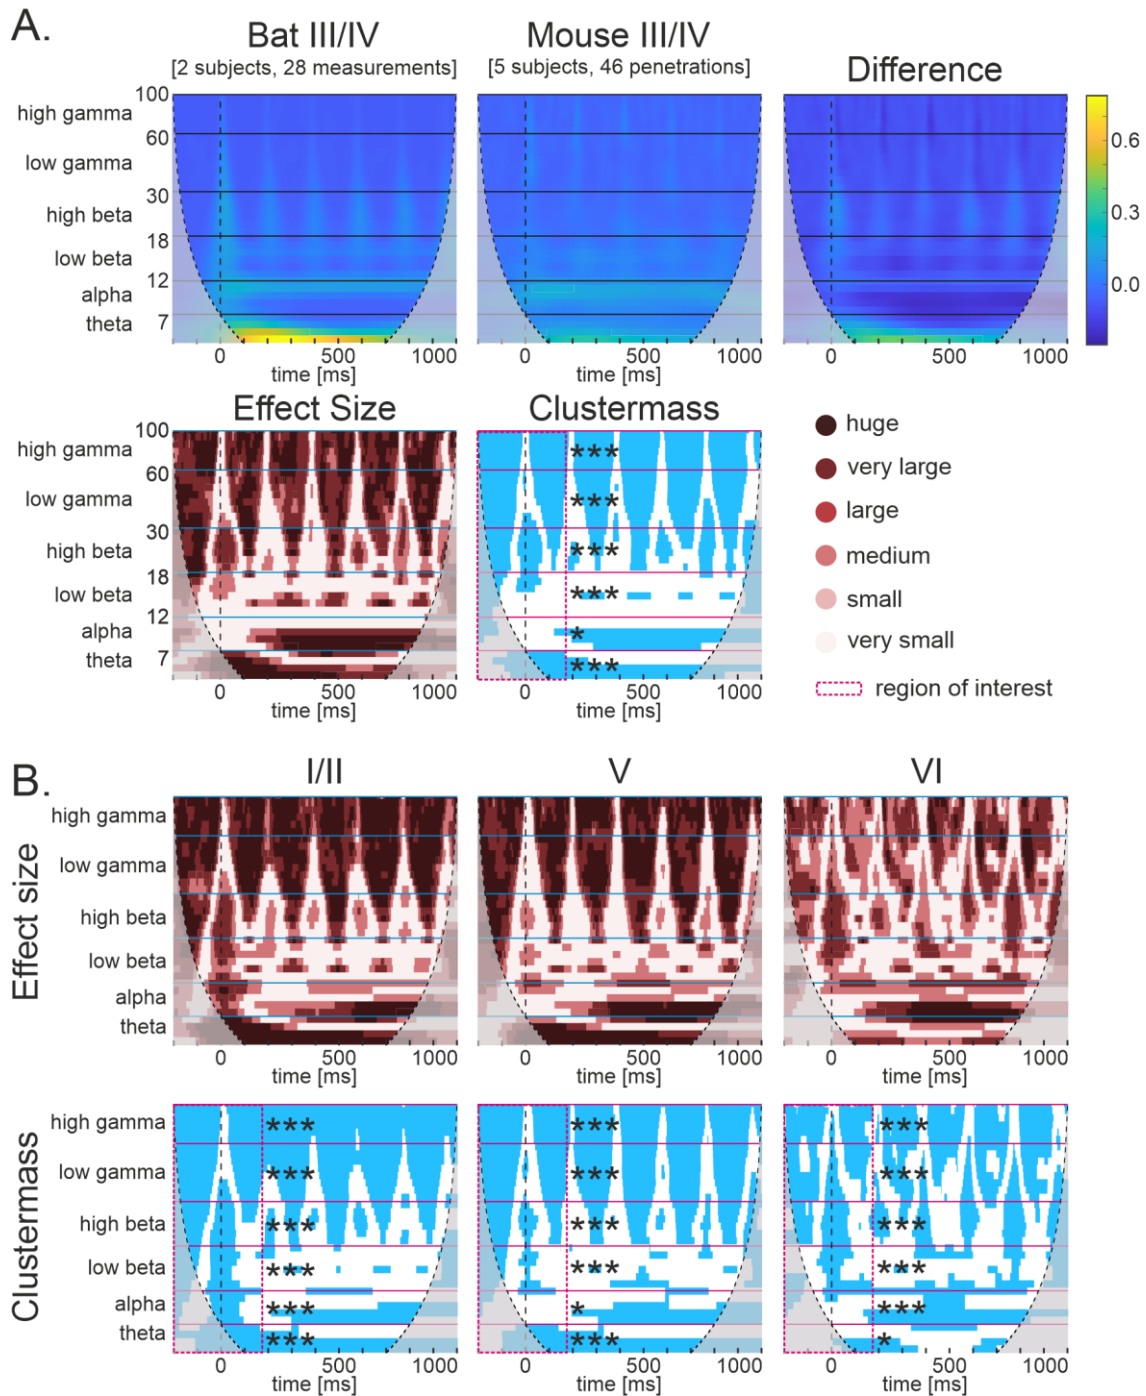 A.
Bat III/IV
[2 subjects, 28 measurements]
Mouse III/IV
[5 subjects, 46 penetrations]
Difference
high gamma
low gamma
high beta
low beta
alpha
theta
100
60
30
18
12
7
0
500
1000
time [ms]
0
500
1000
time [ms]
0
500
1000
time [ms]
0.6
0.3
0.0
Effect Size
Clustermass
high gamma
low gamma
high beta
low beta
alpha
theta
100
60
30
18
12
7
0
500
1000
time [ms]
***
***
***
***
*
***
0
500
1000
time [ms]
huge
very large
large
medium
small
very small
region of interest
B.
I/II
V
VI
Effect size
high gamma
low gamma
high beta
low beta
alpha
theta
0
500
1000
time [ms]
0
500
1000
time [ms]
0
500
1000
time [ms]
Clustermass
high gamma
low gamma
high beta
low beta
alpha
theta
***
***
***
***
***
***
0
500
1000
time [ms]
***
***
***
***
*
***
0
500
1000
time [ms]
***
***
***
***
***
*
0
500
1000
time [ms]